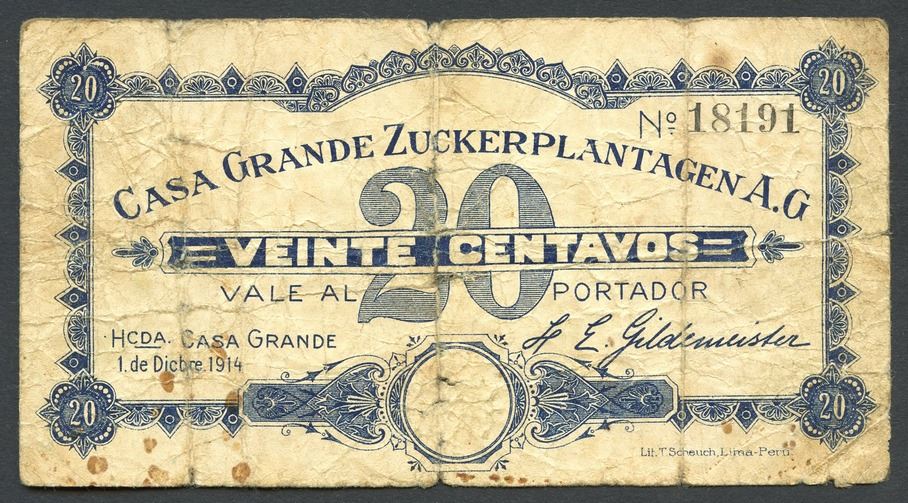 20
20
Nº 18191
CASA GRANDE ZUCKERPLANTAGEN A.G
20
=VEINTE CENTAVOS=
VALE AL PORTADOR
HCDA. CASA GRANDE
1. de Dicbre. 1914
H E. Gildemeister
20
20
Lit. T. Scheuch, Lima-Perú.